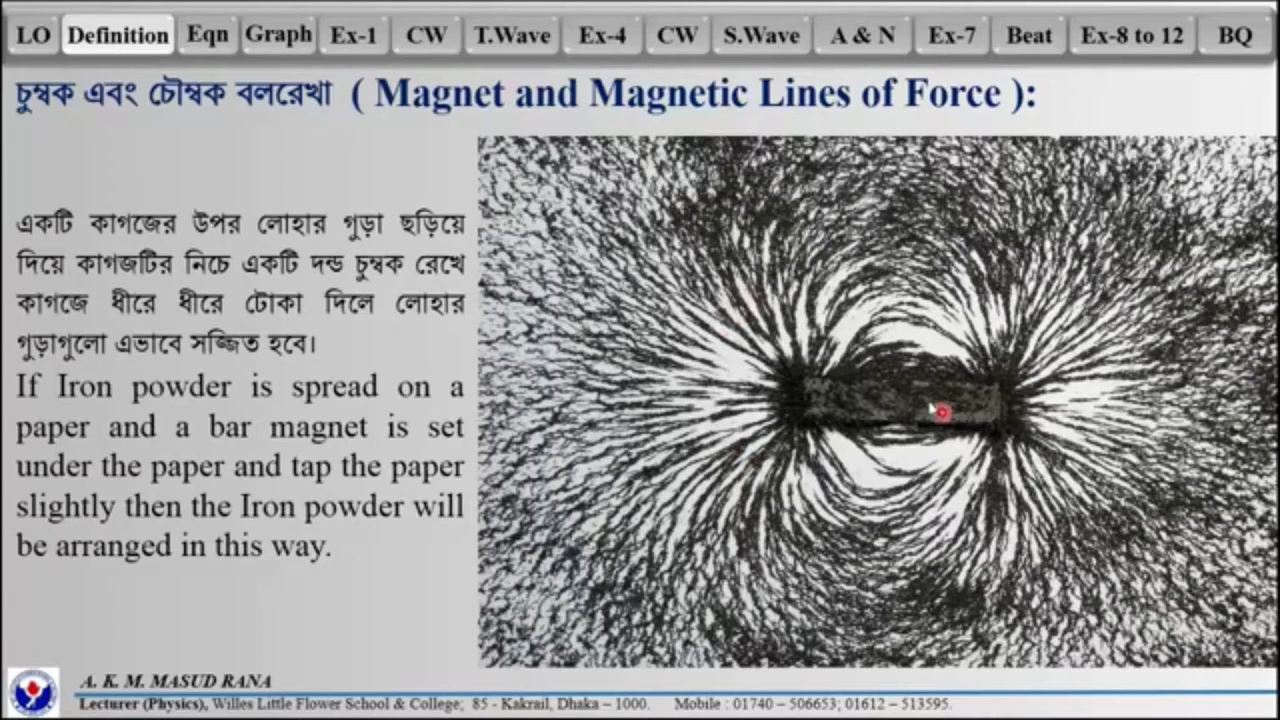 LO Definition Eqn Graph Ex-1 CW T.Wave Ex-4 CW S.Wave A & N Ex-7 Beat Ex-8 to 12 BQ
চুম্বক এবং চৌম্বক বলরেখা ( Magnet and Magnetic Lines of Force ):
একটি কাগজের উপর লোহার গুড়া ছড়িয়ে
দিয়ে কাগজটির নিচে একটি দন্ড চুম্বক রেখে
কাগজে ধীরে ধীরে টোকা দিলে লোহার
গুড়াগুলো এভাবে সজ্জিত হবে।
If Iron powder is spread on a
paper and a bar magnet is set
under the paper and tap the paper
slightly then the Iron powder will
be arranged in this way.
A. K. M. MASUD RANA
Lecturer (Physics), Willes Little Flower School & College; 85 - Kakrail, Dhaka – 1000. Mobile : 01740 – 506653; 01612 – 513595.